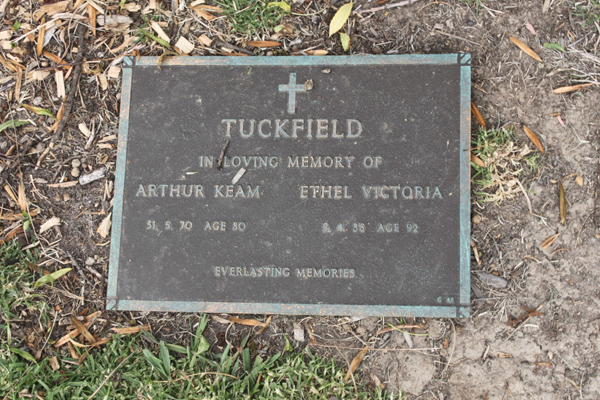 TUCKFIELD
IN LOVING MEMORY OF
ARTHUR KEAM ETHEL VICTORIA
31. 5. 70 AGE 80 4. 88 AGE 92
EVERLASTING MEMORIES